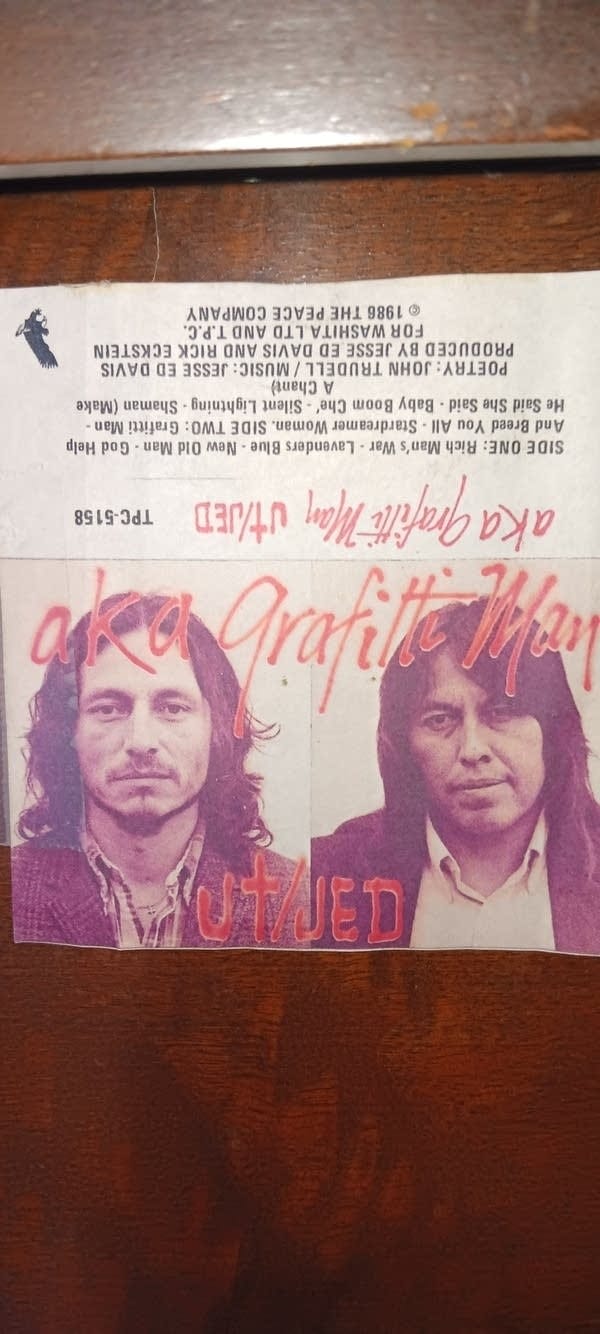 aka Grafitti Man JT/JED TPC-5158
SIDE ONE: Rich Man's War - Lavenders Blue - New Old Man - God Help
And Breed You All - Stardreamer Woman. SIDE TWO: Grafitti Man -
He Said She Said - Baby Boom Che' - Silent Lightning - Shaman (Make
A Chant)
POETRY: JOHN TRUDELL / MUSIC: JESSE ED DAVIS
PRODUCED BY JESSE ED DAVIS AND RICK ECKSTEIN
FOR WASHITA LTD AND T.P.C.
© 1986 THE PEACE COMPANY
aka Grafitti Man
JT/JED